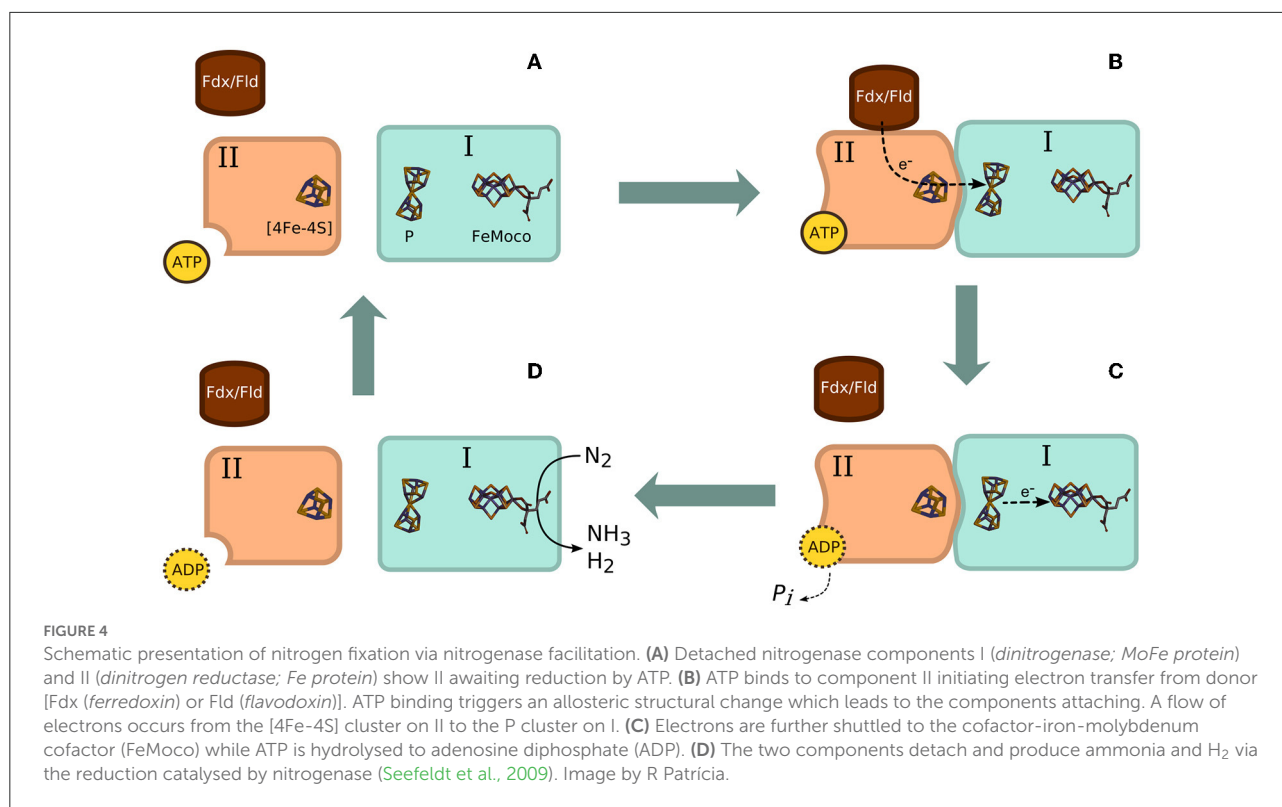 A
Fdx/Fld
II
[4Fe-4S]
ATP
I
P
FeMoco
B
Fdx/Fld
II
e-
ATP
I
D
Fdx/Fld
II
ADP
I
N2
NH3
H2
C
Fdx/Fld
II
ADP
Pi
I
e-
FIGURE 4
Schematic presentation of nitrogen fixation via nitrogenase facilitation. (A) Detached nitrogenase components I (dinitrogenase; MoFe protein)
and II (dinitrogen reductase; Fe protein) show II awaiting reduction by ATP. (B) ATP binds to component II initiating electron transfer from donor
[Fdx (ferredoxin) or Fld (flavodoxin)]. ATP binding triggers an allosteric structural change which leads to the components attaching. A flow of
electrons occurs from the [4Fe-4S] cluster on II to the P cluster on I. (C) Electrons are further shuttled to the cofactor-iron-molybdenum
cofactor (FeMoco) while ATP is hydrolysed to adenosine diphosphate (ADP). (D) The two components detach and produce ammonia and H2 via
the reduction catalysed by nitrogenase (Seefeldt et al., 2009). Image by R Patrícia.